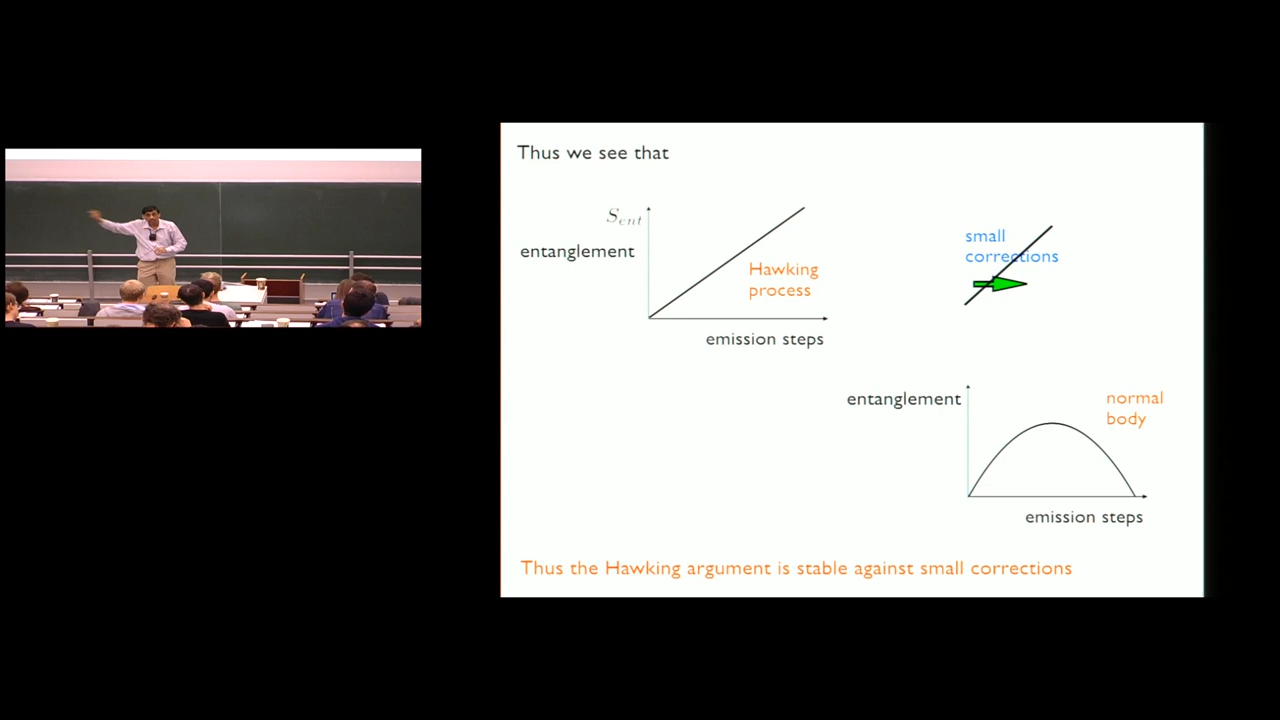 Thus we see that
S_ent
entanglement
Hawking
process
emission steps
small
corrections
entanglement
normal
body
emission steps
Thus the Hawking argument is stable against small corrections